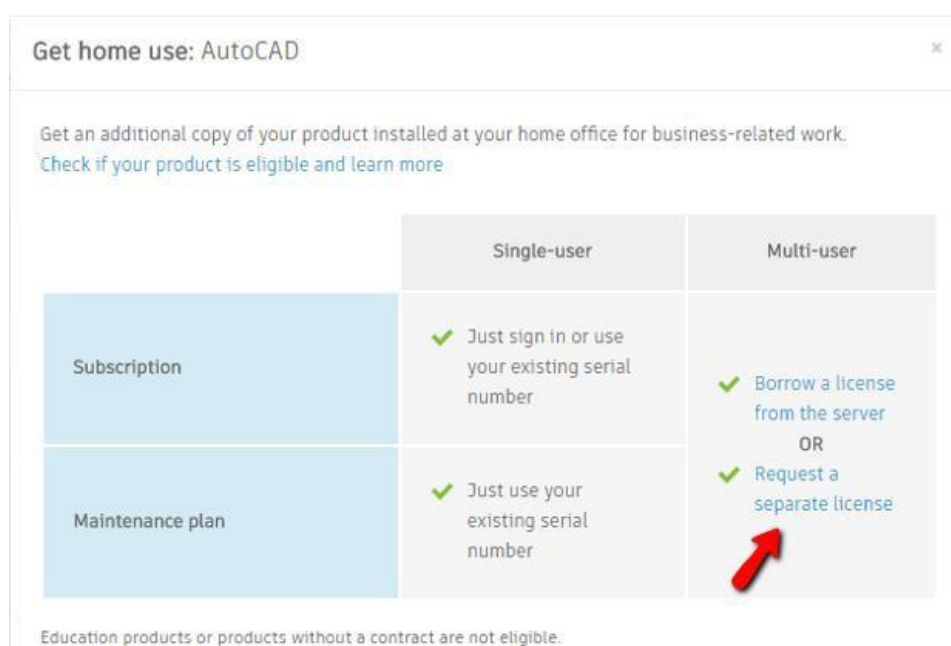 Get home use: AutoCAD
×
Get an additional copy of your product installed at your home office for business-related work.
Check if your product is eligible and learn more
Single-user
Multi-user
Subscription
Just sign in or use
your existing serial
number
Maintenance plan
Just use your
existing serial
number
Borrow a license
from the server
OR
Request a
separate license
Education products or products without a contract are not eligible.